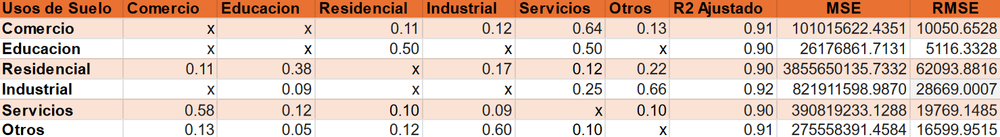 Usos de Suelo Comercio Educacion Residencial Industrial Servicios Otros R2 Ajustado MSE RMSE
Comercio x x 0.11 0.12 0.64 0.13 0.91 101015622.4351 10050.6528
Educacion x x 0.50 x 0.50 x 0.90 26176861.7131 5116.3328
Residencial 0.11 0.38 x 0.17 0.12 0.22 0.90 3855650135.7332 62093.8816
Industrial x 0.09 x x 0.25 0.66 0.92 821911598.9870 28669.0007
Servicios 0.58 0.12 0.10 0.09 x 0.10 0.90 390819233.1288 19769.1485
Otros 0.13 0.05 0.12 0.60 0.10 x 0.91 275558391.4584 16599.9515